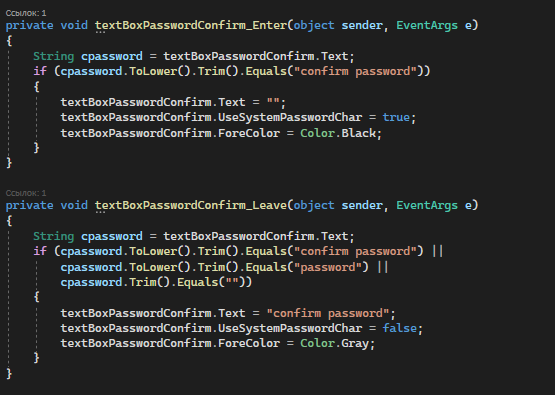 Ссылок: 1
private void textBoxPasswordConfirm_Enter(object sender, EventArgs e)
{
    String cpassword = textBoxPasswordConfirm.Text;
    if (cpassword.ToLower().Trim().Equals("confirm password"))
    {
        textBoxPasswordConfirm.Text = "";
        textBoxPasswordConfirm.UseSystemPasswordChar = true;
        textBoxPasswordConfirm.ForeColor = Color.Black;
    }
}
Ссылок: 1
private void textBoxPasswordConfirm_Leave(object sender, EventArgs e)
{
    String cpassword = textBoxPasswordConfirm.Text;
    if (cpassword.ToLower().Trim().Equals("confirm password") ||
        cpassword.ToLower().Trim().Equals("password") ||
        cpassword.Trim().Equals(""))
    {
        textBoxPasswordConfirm.Text = "confirm password";
        textBoxPasswordConfirm.UseSystemPasswordChar = false;
        textBoxPasswordConfirm.ForeColor = Color.Gray;
    }
}